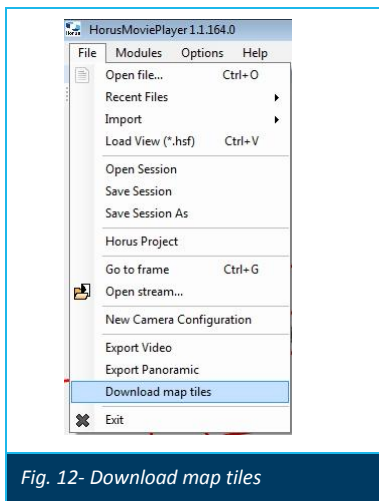 HorusMoviePlayer 1.1.164.0
File Modules Options Help
Open file... Ctrl+O
Recent Files
Import
Load View (*.hsf) Ctrl+V
Open Session
Save Session
Save Session As
Horus Project
Go to frame Ctrl+G
Open stream...
New Camera Configuration
Export Video
Export Panoramic
Download map tiles
Exit
Fig. 12- Download map tiles